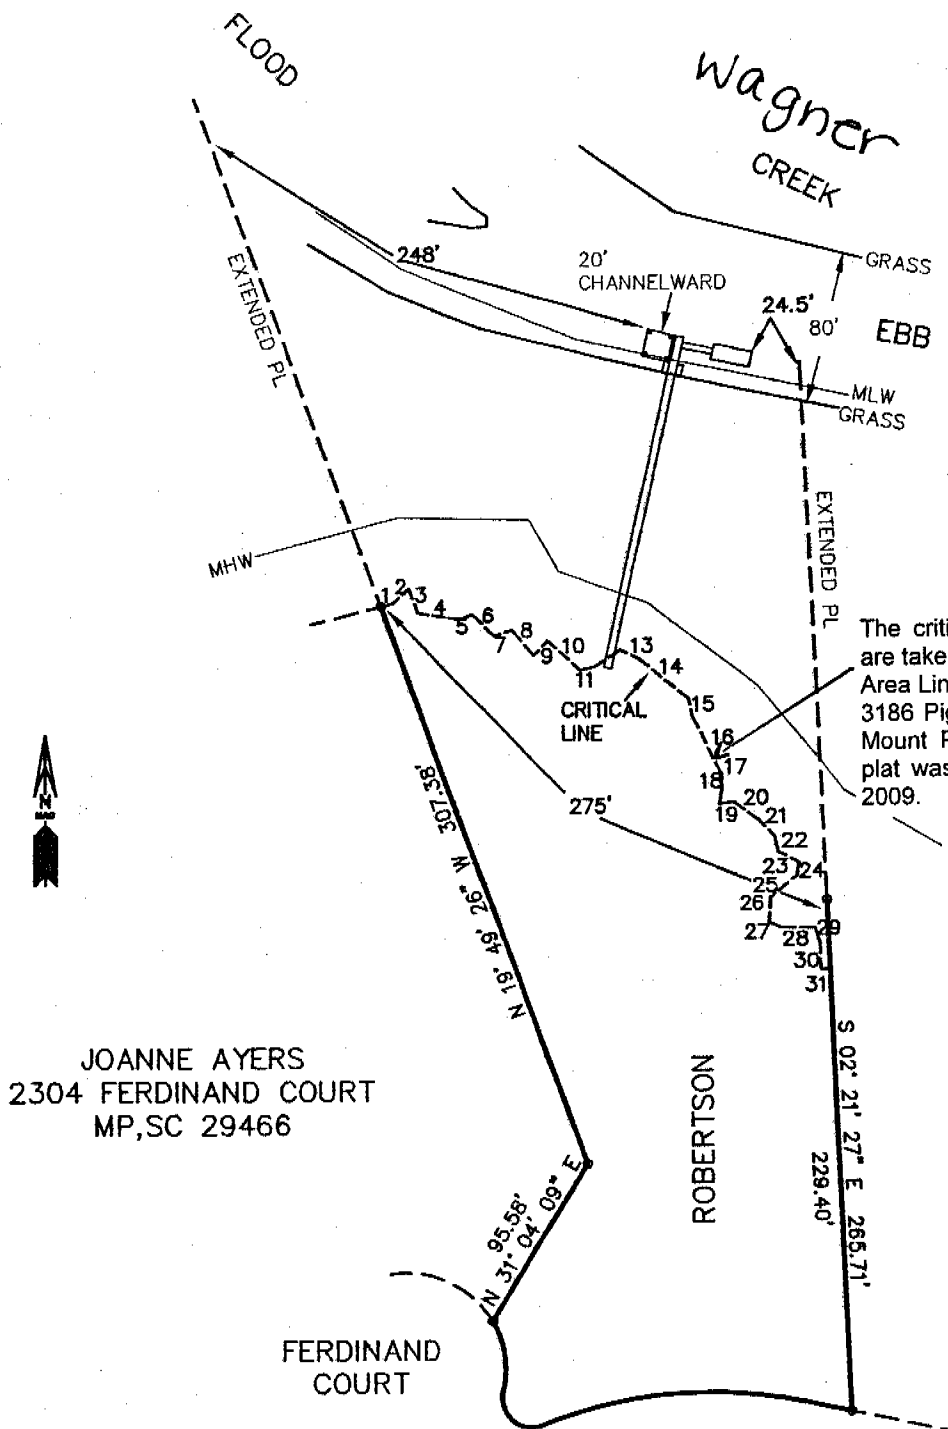 FLOOD
Wagner
CREEK
248'
20'
CHANNELWARD
GRASS
24.5'
80'
EBB
EXTENDED PL
MLW
GRASS
MHW
EXTENDED PL
1 2 3 4 5 6 7 8 9 10 11 13 14 15 16 17 18 19 20 21 22 23 24 25 26 27 28 29 30 31
CRITICAL
LINE
The criti
are take
Area Lin
3186 Pig
Mount P
plat was
2009.
275'
N
MAG
N 19° 49' 26" W 307.38'
JOANNE AYERS
2304 FERDINAND COURT
MP,SC 29466
ROBERTSON
S 02° 21' 27" E 265.71'
229.40'
95.58'
N 31° 04' 09" E
FERDINAND
COURT